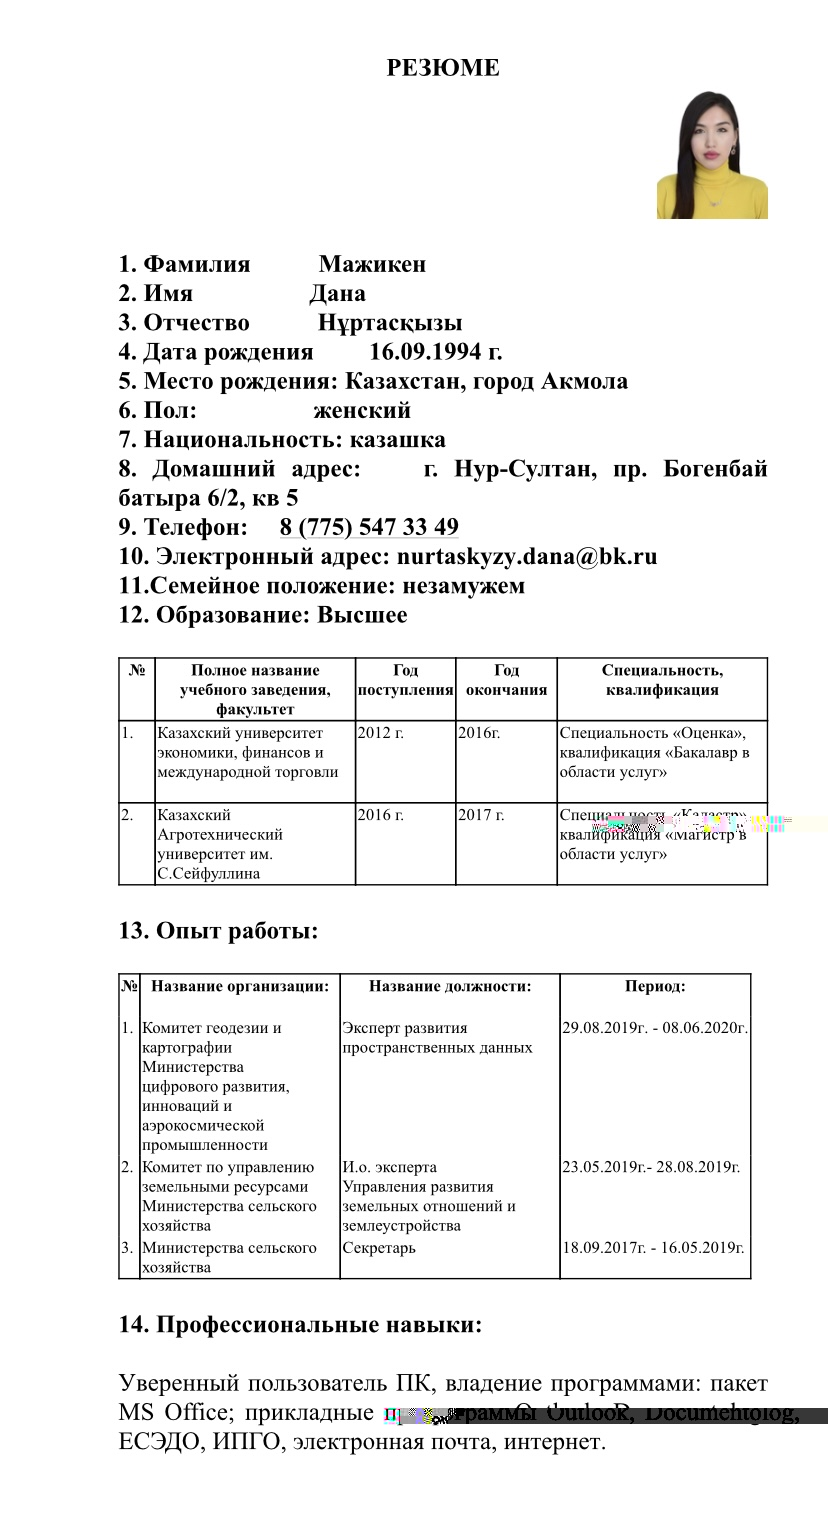 РЕЗЮМЕ
1. Фамилия Мажикен
2. Имя Дана
3. Отчество Нұртасқызы
4. Дата рождения 16.09.1994 г.
5. Место рождения: Казахстан, город Акмола
6. Пол: женский
7. Национальность: казашка
8. Домашний адрес: г. Нур-Султан, пр. Богенбай
батыра 6/2, кв 5
9. Телефон: 8 (775) 547 33 49
10. Электронный адрес: nurtaskyzy.dana@bk.ru
11.Семейное положение: незамужем
12. Образование: Высшее
№ Полное название учебного заведения, факультет Год поступления Год окончания Специальность, квалификация
1. Казахский университет экономики, финансов и международной торговли 2012 г. 2016г. Специальность «Оценка», квалификация «Бакалавр в области услуг»
2. Казахский Агротехнический университет им. С.Сейфуллина 2016 г. 2017 г. Специальность «Кадастр» квалификация «Магистр в области услуг»
13. Опыт работы:
№ Название организации: Название должности: Период:
1. Комитет геодезии и картографии Министерства цифрового развития, инноваций и аэрокосмической промышленности Эксперт развития пространственных данных 29.08.2019г. - 08.06.2020г.
2. Комитет по управлению земельными ресурсами Министерства сельского хозяйства И.о. эксперта Управления развития земельных отношений и землеустройства 23.05.2019г.- 28.08.2019г.
3. Министерства сельского хозяйства Секретарь 18.09.2017г. - 16.05.2019г.
14. Профессиональные навыки:
Уверенный пользователь ПК, владение программами: пакет
MS Office; прикладные программы Outlook, Documentolog,
ЕСЭДО, ИПГО, электронная почта, интернет.